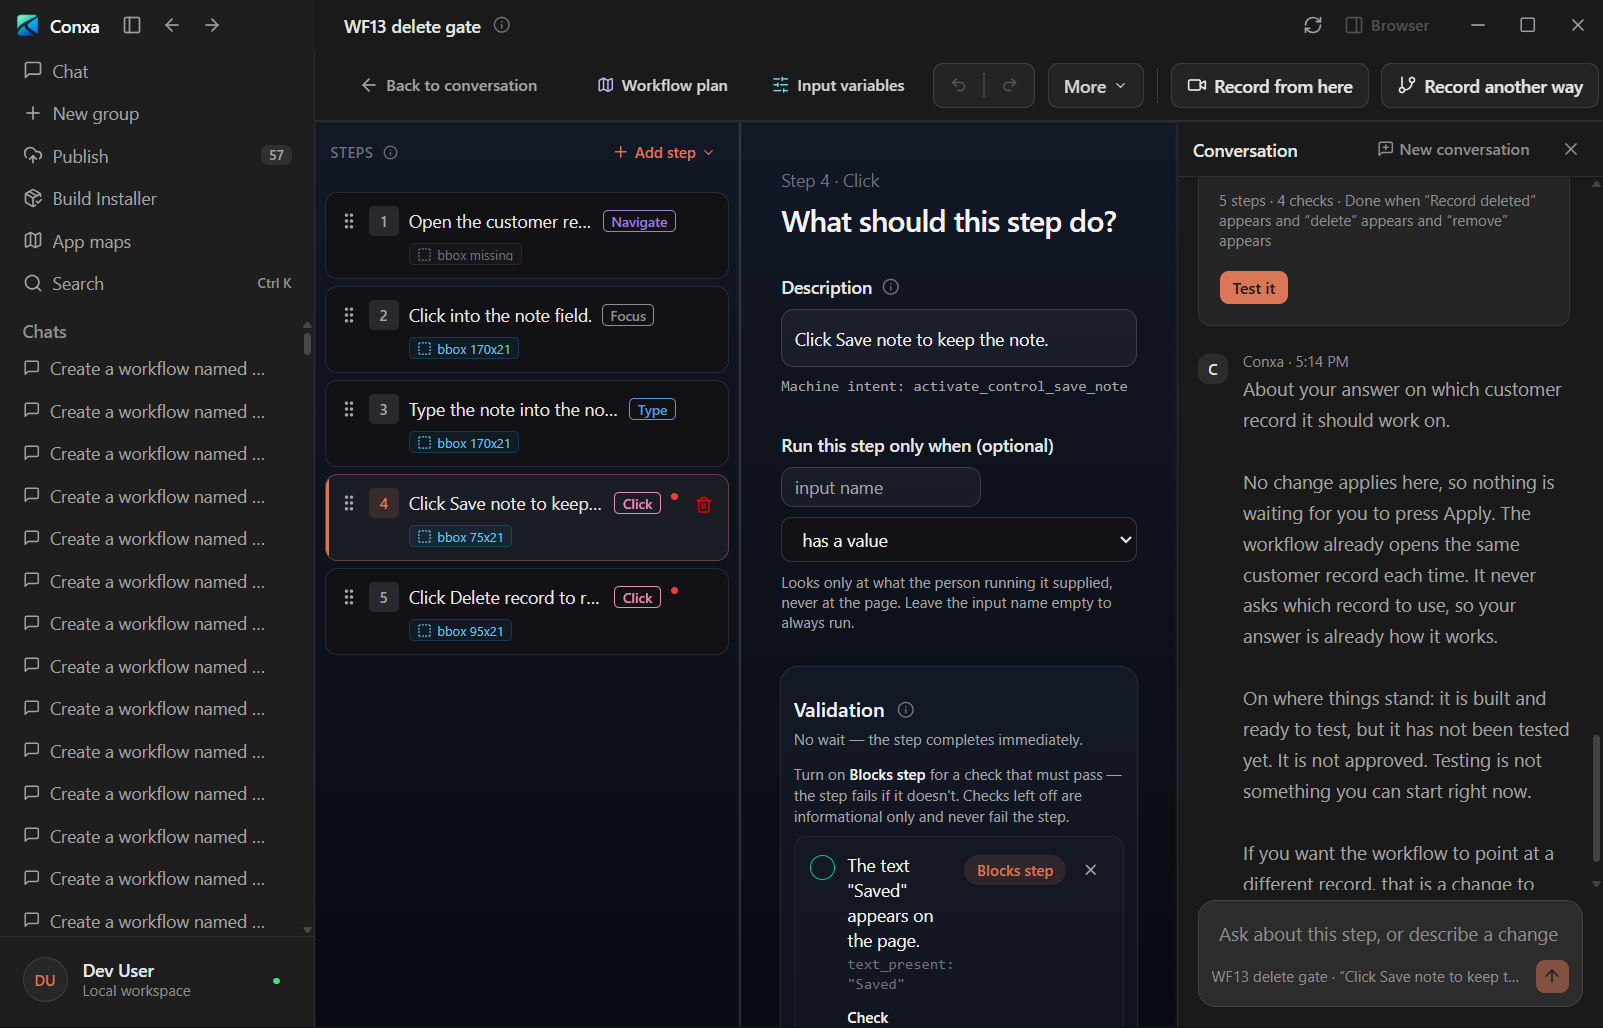 Conxa
WF13 delete gate
Browser
Chat
New group
Publish 57
Build Installer
App maps
Search Ctrl K
Chats
Create a workflow named ...
Create a workflow named ...
Create a workflow named ...
Create a workflow named ...
Create a workflow named ...
Create a workflow named ...
Create a workflow named ...
Create a workflow named ...
Create a workflow named ...
Create a workflow named ...
Create a workflow named ...
Create a workflow named ...
Create a workflow named ...
Create a workflow named ...
DU
Dev User
Local workspace
Back to conversation
Workflow plan
Input variables
More
Record from here
Record another way
STEPS
Add step
1 Open the customer re... Navigate
bbox missing
2 Click into the note field. Focus
bbox 170x21
3 Type the note into the no... Type
bbox 170x21
4 Click Save note to keep... Click
bbox 75x21
5 Click Delete record to r... Click
bbox 95x21
Step 4 · Click
What should this step do?
Description
Click Save note to keep the note.
Machine intent: activate_control_save_note
Run this step only when (optional)
input name
has a value
Looks only at what the person running it supplied,
never at the page. Leave the input name empty to
always run.
Validation
No wait — the step completes immediately.
Turn on Blocks step for a check that must pass —
the step fails if it doesn't. Checks left off are
informational only and never fail the step.
The text
"Saved"
appears on
the page.
Blocks step
text_present:
"Saved"
Check
Conversation
New conversation
5 steps · 4 checks · Done when “Record deleted”
appears and “delete” appears and “remove”
appears
Test it
C
Conxa · 5:14 PM
About your answer on which customer
record it should work on.
No change applies here, so nothing is
waiting for you to press Apply. The
workflow already opens the same
customer record each time. It never
asks which record to use, so your
answer is already how it works.
On where things stand: it is built and
ready to test, but it has not been tested
yet. It is not approved. Testing is not
something you can start right now.
If you want the workflow to point at a
different record, that is a change to
Ask about this step, or describe a change
WF13 delete gate · “Click Save note to keep t...